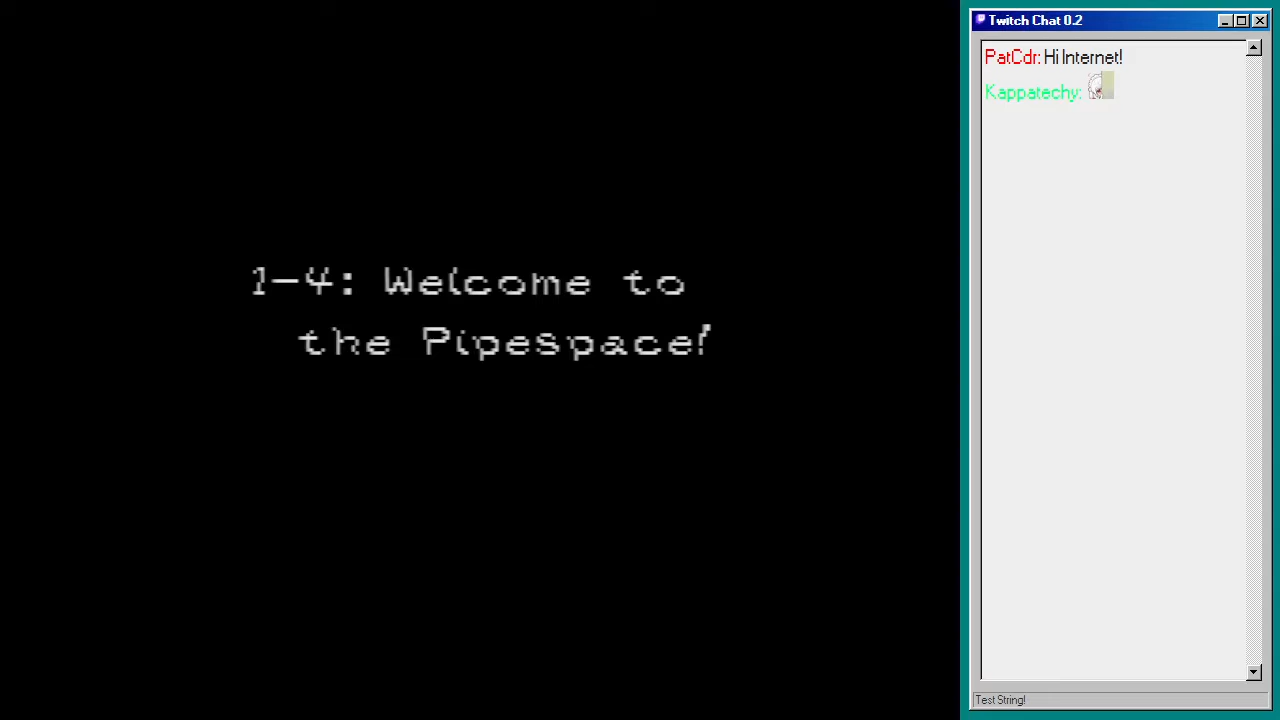 1-4: Welcome to
the Pipespace!
Twitch Chat 0.2
PatCdr: Hi Internet!
Kappatechy:
Test String!